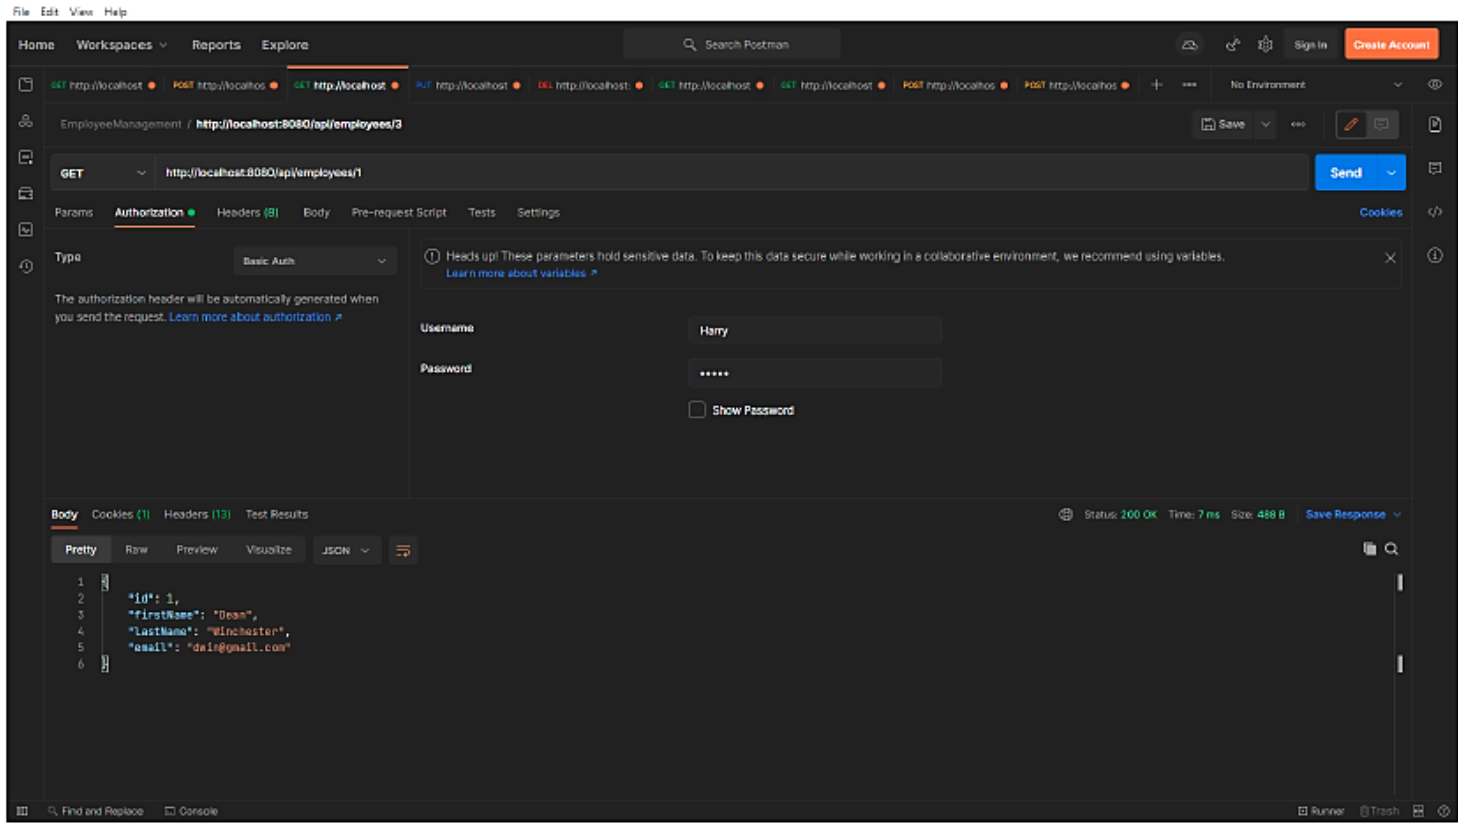 File Edit View Help
Home Workspaces Reports Explore Search Postman Sign In Create Account
GET http://localhost POST http://localhos GET http://localhost PUT http://localhost DEL http://localhost: GET http://localhost GET http://localhost POST http://localhos POST http://localhos No Environment
EmployeeManagement / http://localhost:8080/api/employees/3 Save
GET http://localhost:8080/api/employees/1 Send
Params Authorization Headers (8) Body Pre-request Script Tests Settings Cookies
Type Basic Auth
Heads up! These parameters hold sensitive data. To keep this data secure while working in a collaborative environment, we recommend using variables.
Learn more about variables ↗
The authorization header will be automatically generated when
you send the request. Learn more about authorization ↗
Username Harry
Password •••••
Show Password
Body Cookies (1) Headers (13) Test Results Status: 200 OK Time: 7 ms Size: 488 B Save Response
Pretty Raw Preview Visualize JSON
1 {
2 "id": 1,
3 "firstName": "Dean",
4 "lastName": "Winchester",
5 "email": "dwin@gmail.com"
6 }
Find and Replace Console Runner Trash